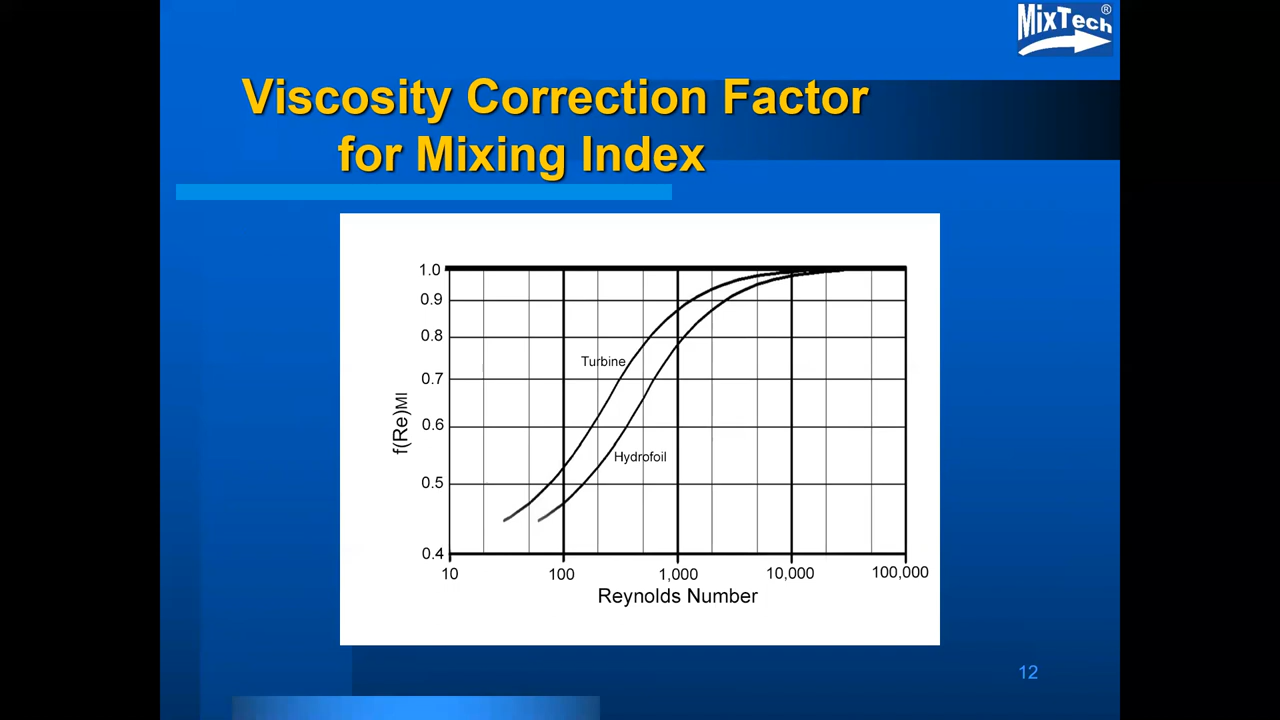 MixTech®
Viscosity Correction Factor
for Mixing Index
1.0
0.9
0.8
Turbine
0.7
f(Re)MI
0.6
Hydrofoil
0.5
0.4
10 100 1,000 10,000 100,000
Reynolds Number
12